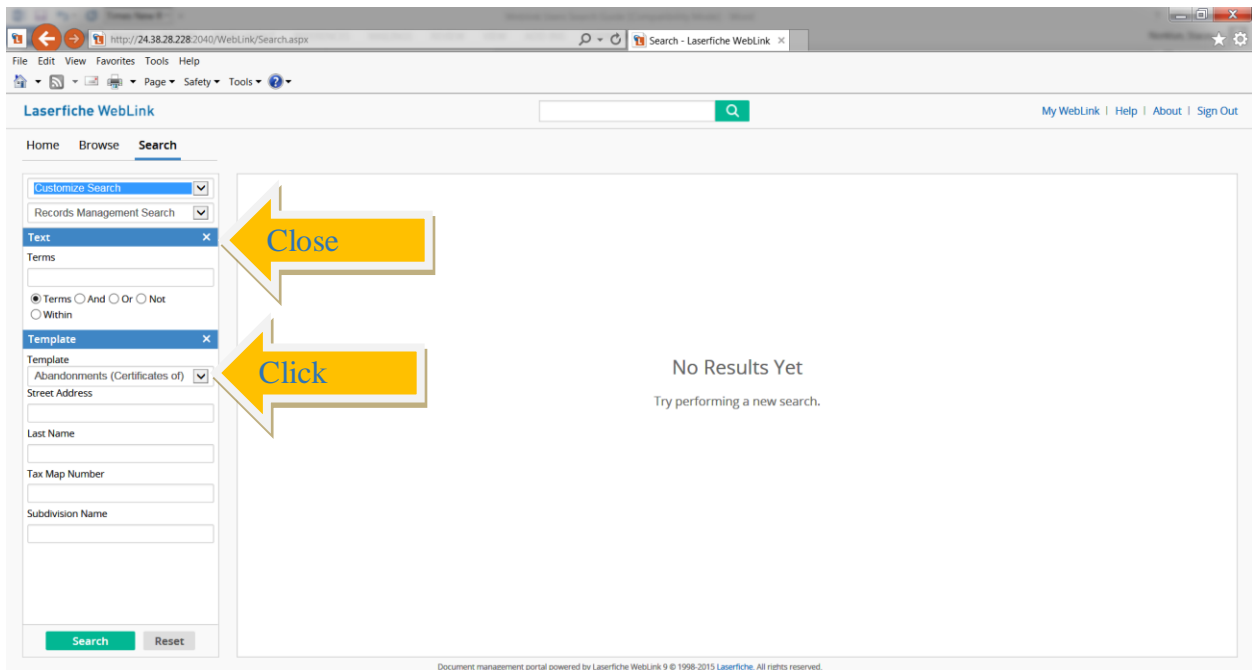 http://24.38.28.228:2040/WebLink/Search.aspx
Search - Laserfiche WebLink
File Edit View Favorites Tools Help
Page Safety Tools
Laserfiche WebLink
My WebLink | Help | About | Sign Out
Home Browse Search
Customize Search
Records Management Search
Text
Close
Terms
Terms And Or Not
Within
Template
Template
Click
Abandonments (Certificates of)
Street Address
Last Name
Tax Map Number
Subdivision Name
No Results Yet
Try performing a new search.
Search Reset
Document management portal powered by Laserfiche WebLink 9 © 1998-2015 Laserfiche. All rights reserved.